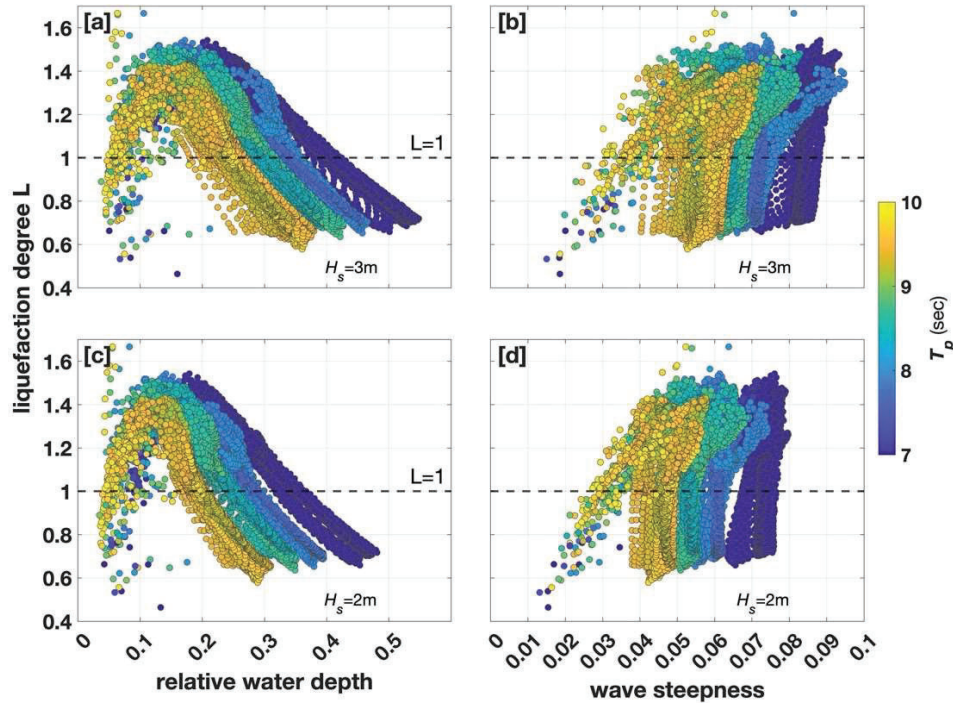 [a]
[b]
1.6
1.4
1.2
1
0.8
0.6
0.4
L=1
H_s=3m
H_s=3m
liquefaction degree L
10
9
8
7
T_p (sec)
[c]
[d]
1.6
1.4
1.2
1
0.8
0.6
0.4
L=1
H_s=2m
H_s=2m
0 0.1 0.2 0.3 0.4 0.5
0 0.01 0.02 0.03 0.04 0.05 0.06 0.07 0.08 0.09 0.1
relative water depth
wave steepness